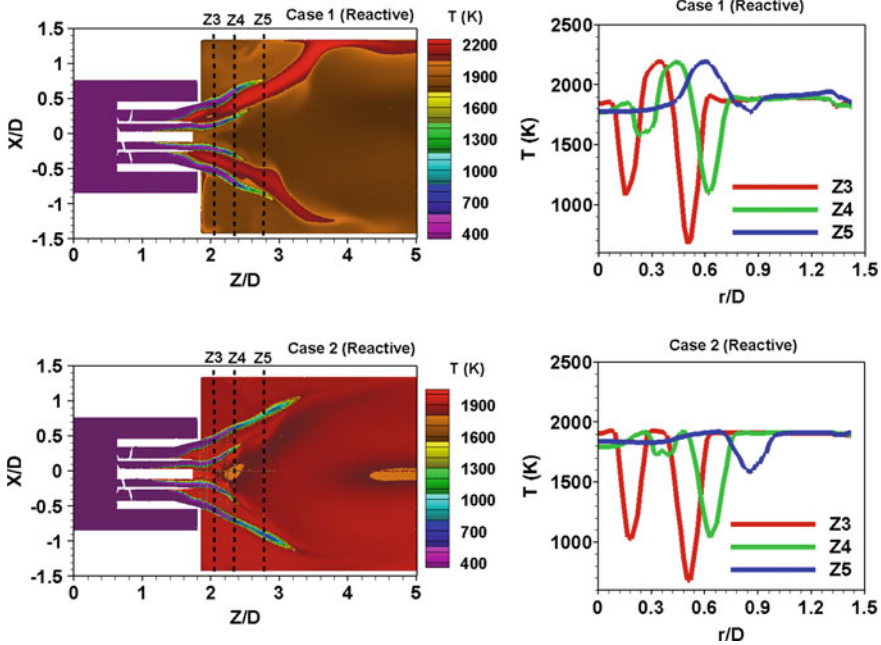 Z3 Z4 Z5 Case 1 (Reactive) T (K)
1.5
1
0.5
0
-0.5
-1
-1.5
X/D
2200
1900
1600
1300
1000
700
400
0 1 2 3 4 5
Z/D
Case 1 (Reactive)
2500
2000
1500
1000
T (K)
Z3
Z4
Z5
0 0.3 0.6 0.9 1.2 1.5
r/D
Z3 Z4 Z5 Case 2 (Reactive) T (K)
1.5
1
0.5
0
-0.5
-1
-1.5
X/D
1900
1600
1300
1000
700
400
0 1 2 3 4 5
Z/D
Case 2 (Reactive)
2500
2000
1500
1000
T (K)
Z3
Z4
Z5
0 0.3 0.6 0.9 1.2 1.5
r/D